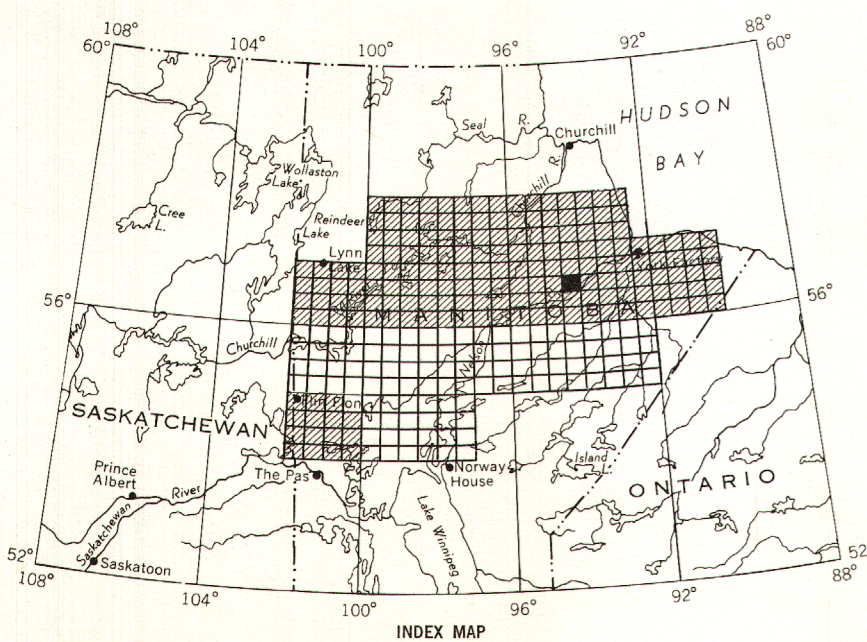 108° 104° 100° 96° 92° 88°
60° 60°
HUDSON
BAY
Seal R.
Churchill
Churchill R.
Wollaston
Lake
Cree
L.
Reindeer
Lake
Lynn
Lake
56° 56°
MANITOBA
Churchill
Nelson
Flin Flon
SASKATCHEWAN
Prince
Albert
River
The Pas
Norway
House
Island
L.
ONTARIO
Saskatchewan
Lake Winnipeg
Saskatoon
52° 52°
108° 104° 100° 96° 92° 88°
INDEX MAP